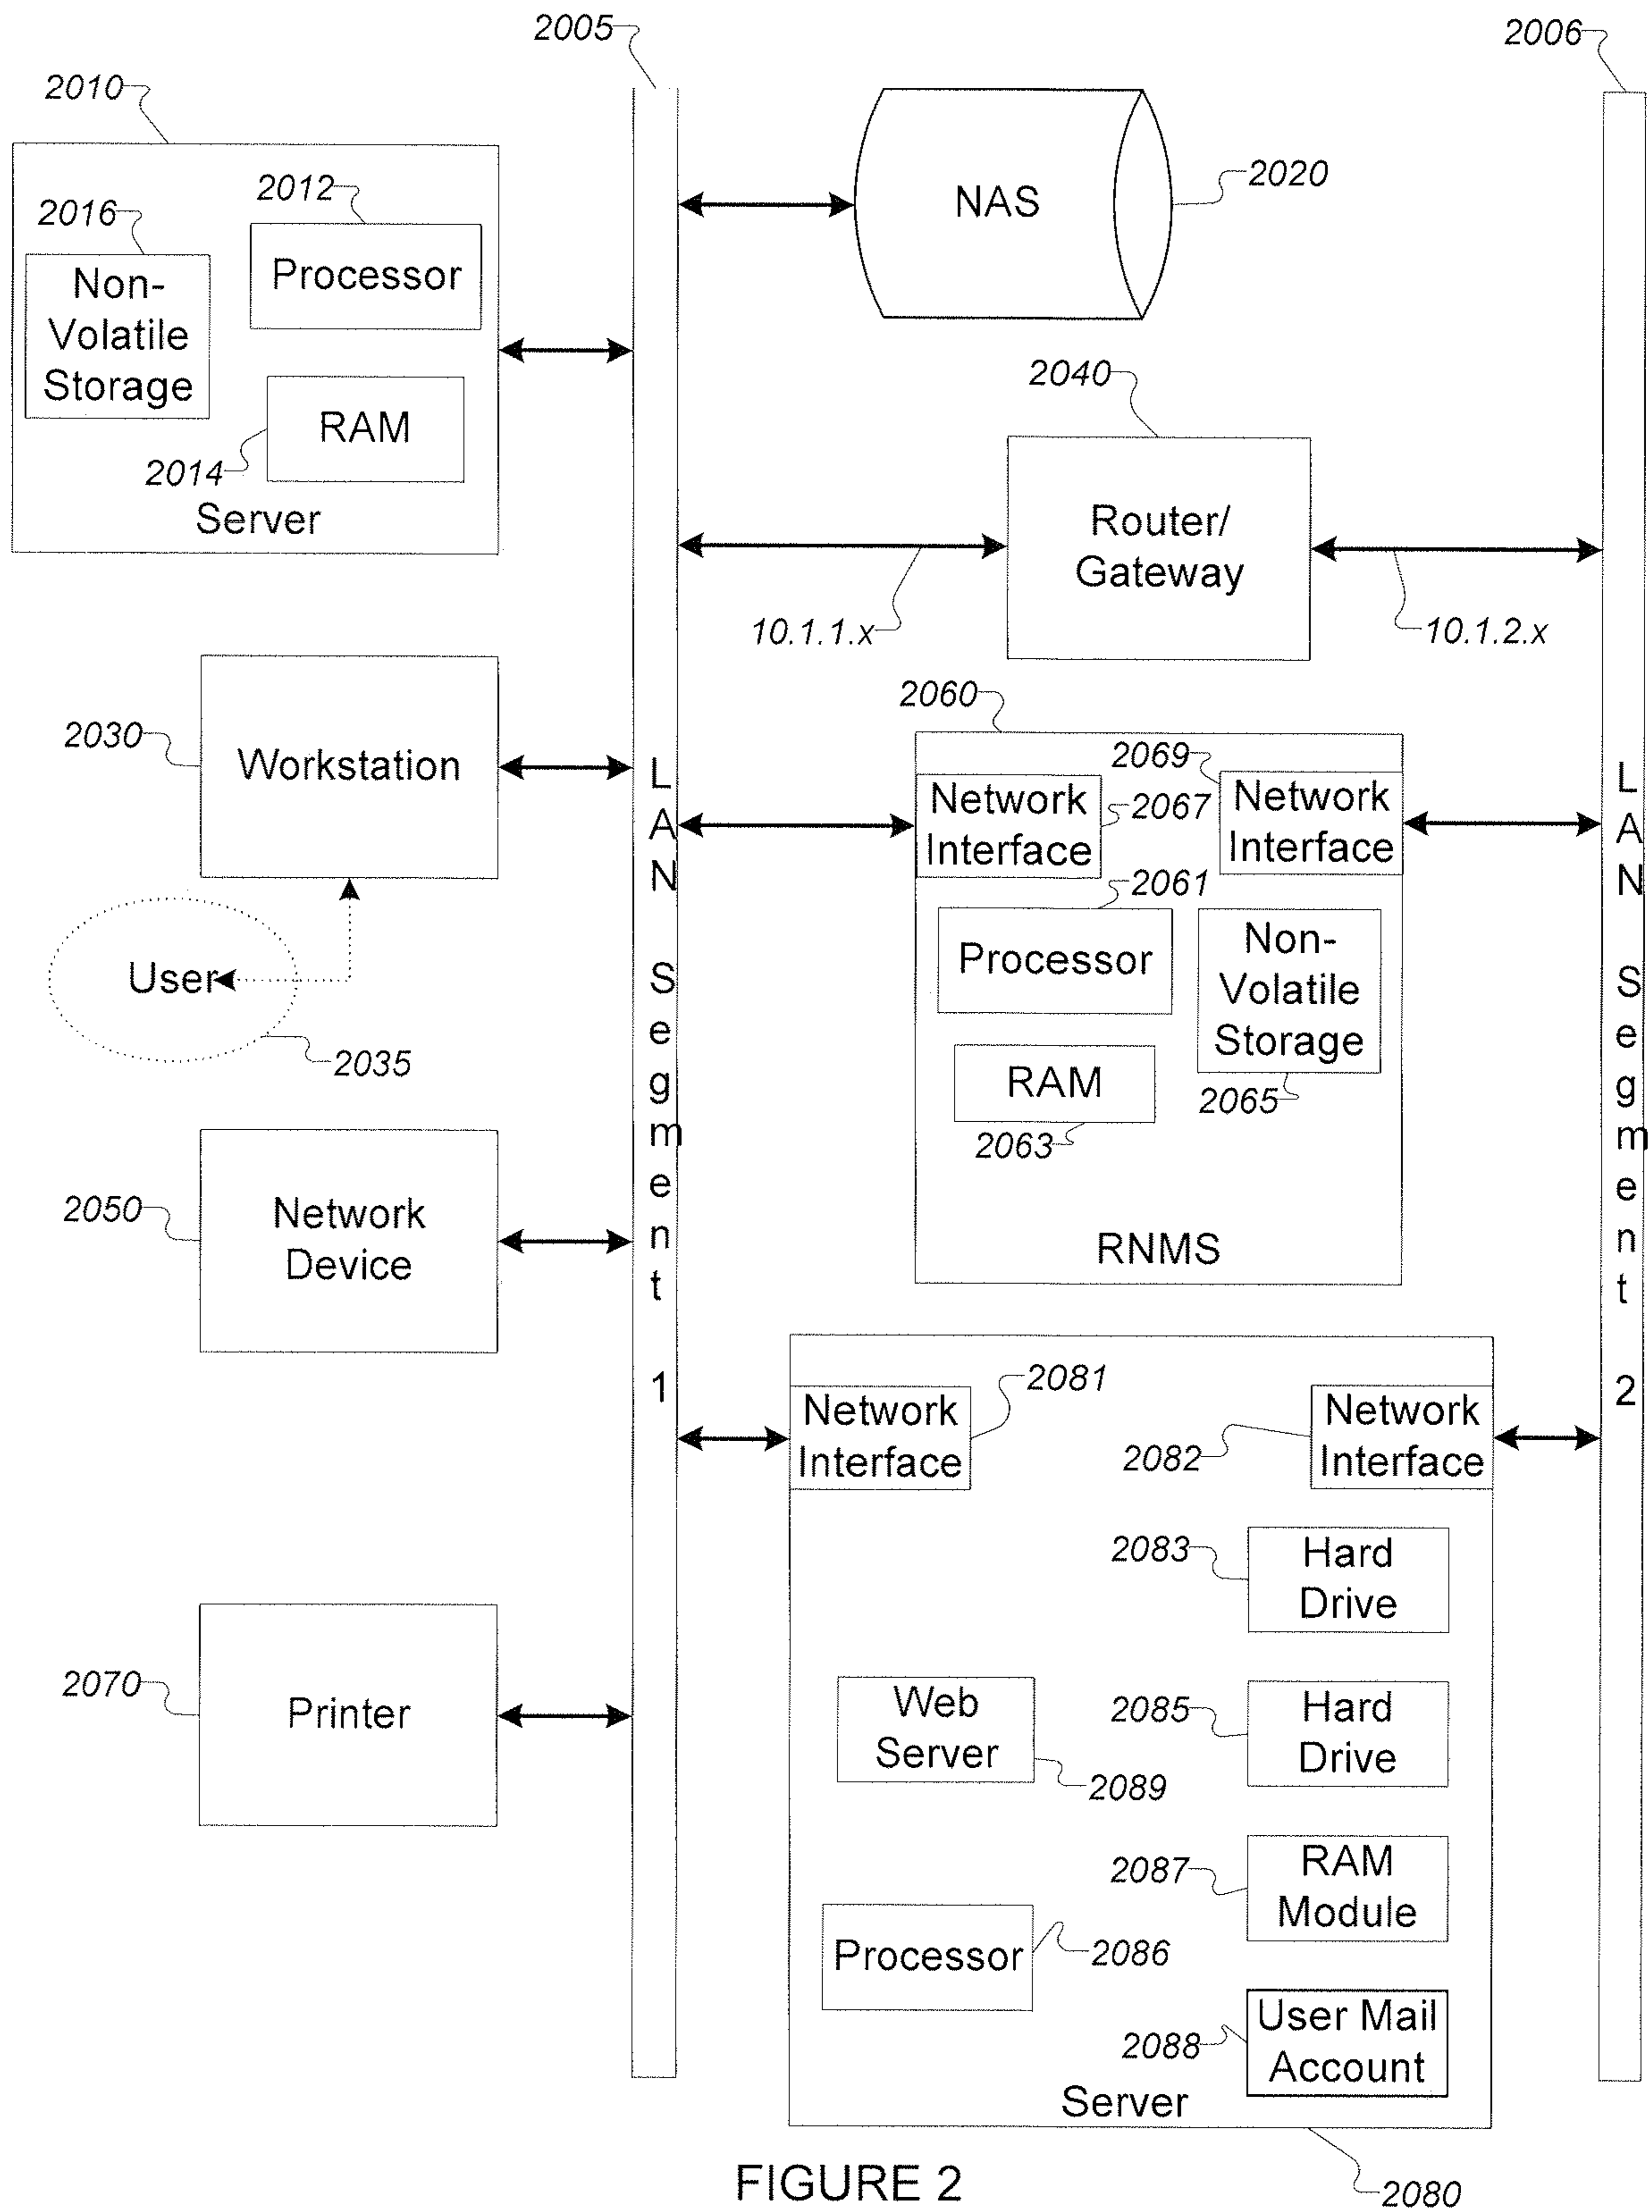 2005
2006
2010
2016
2012
Non-
Volatile
Storage
Processor
RAM
2014
Server
NAS
2020
2040
Router/
Gateway
10.1.1.x
10.1.2.x
2030
Workstation
User
2035
LAN Segment 1
LAN Segment 2
2060
2069
Network
Interface
2067
Network
Interface
2061
Processor
Non-
Volatile
Storage
2065
RAM
2063
RNMS
2050
Network
Device
2081
Network
Interface
2082
Network
Interface
2083
Hard
Drive
2070
Printer
Web
Server
2089
2085
Hard
Drive
2087
RAM
Module
Processor
2086
2088
User Mail
Account
Server
2080
FIGURE 2